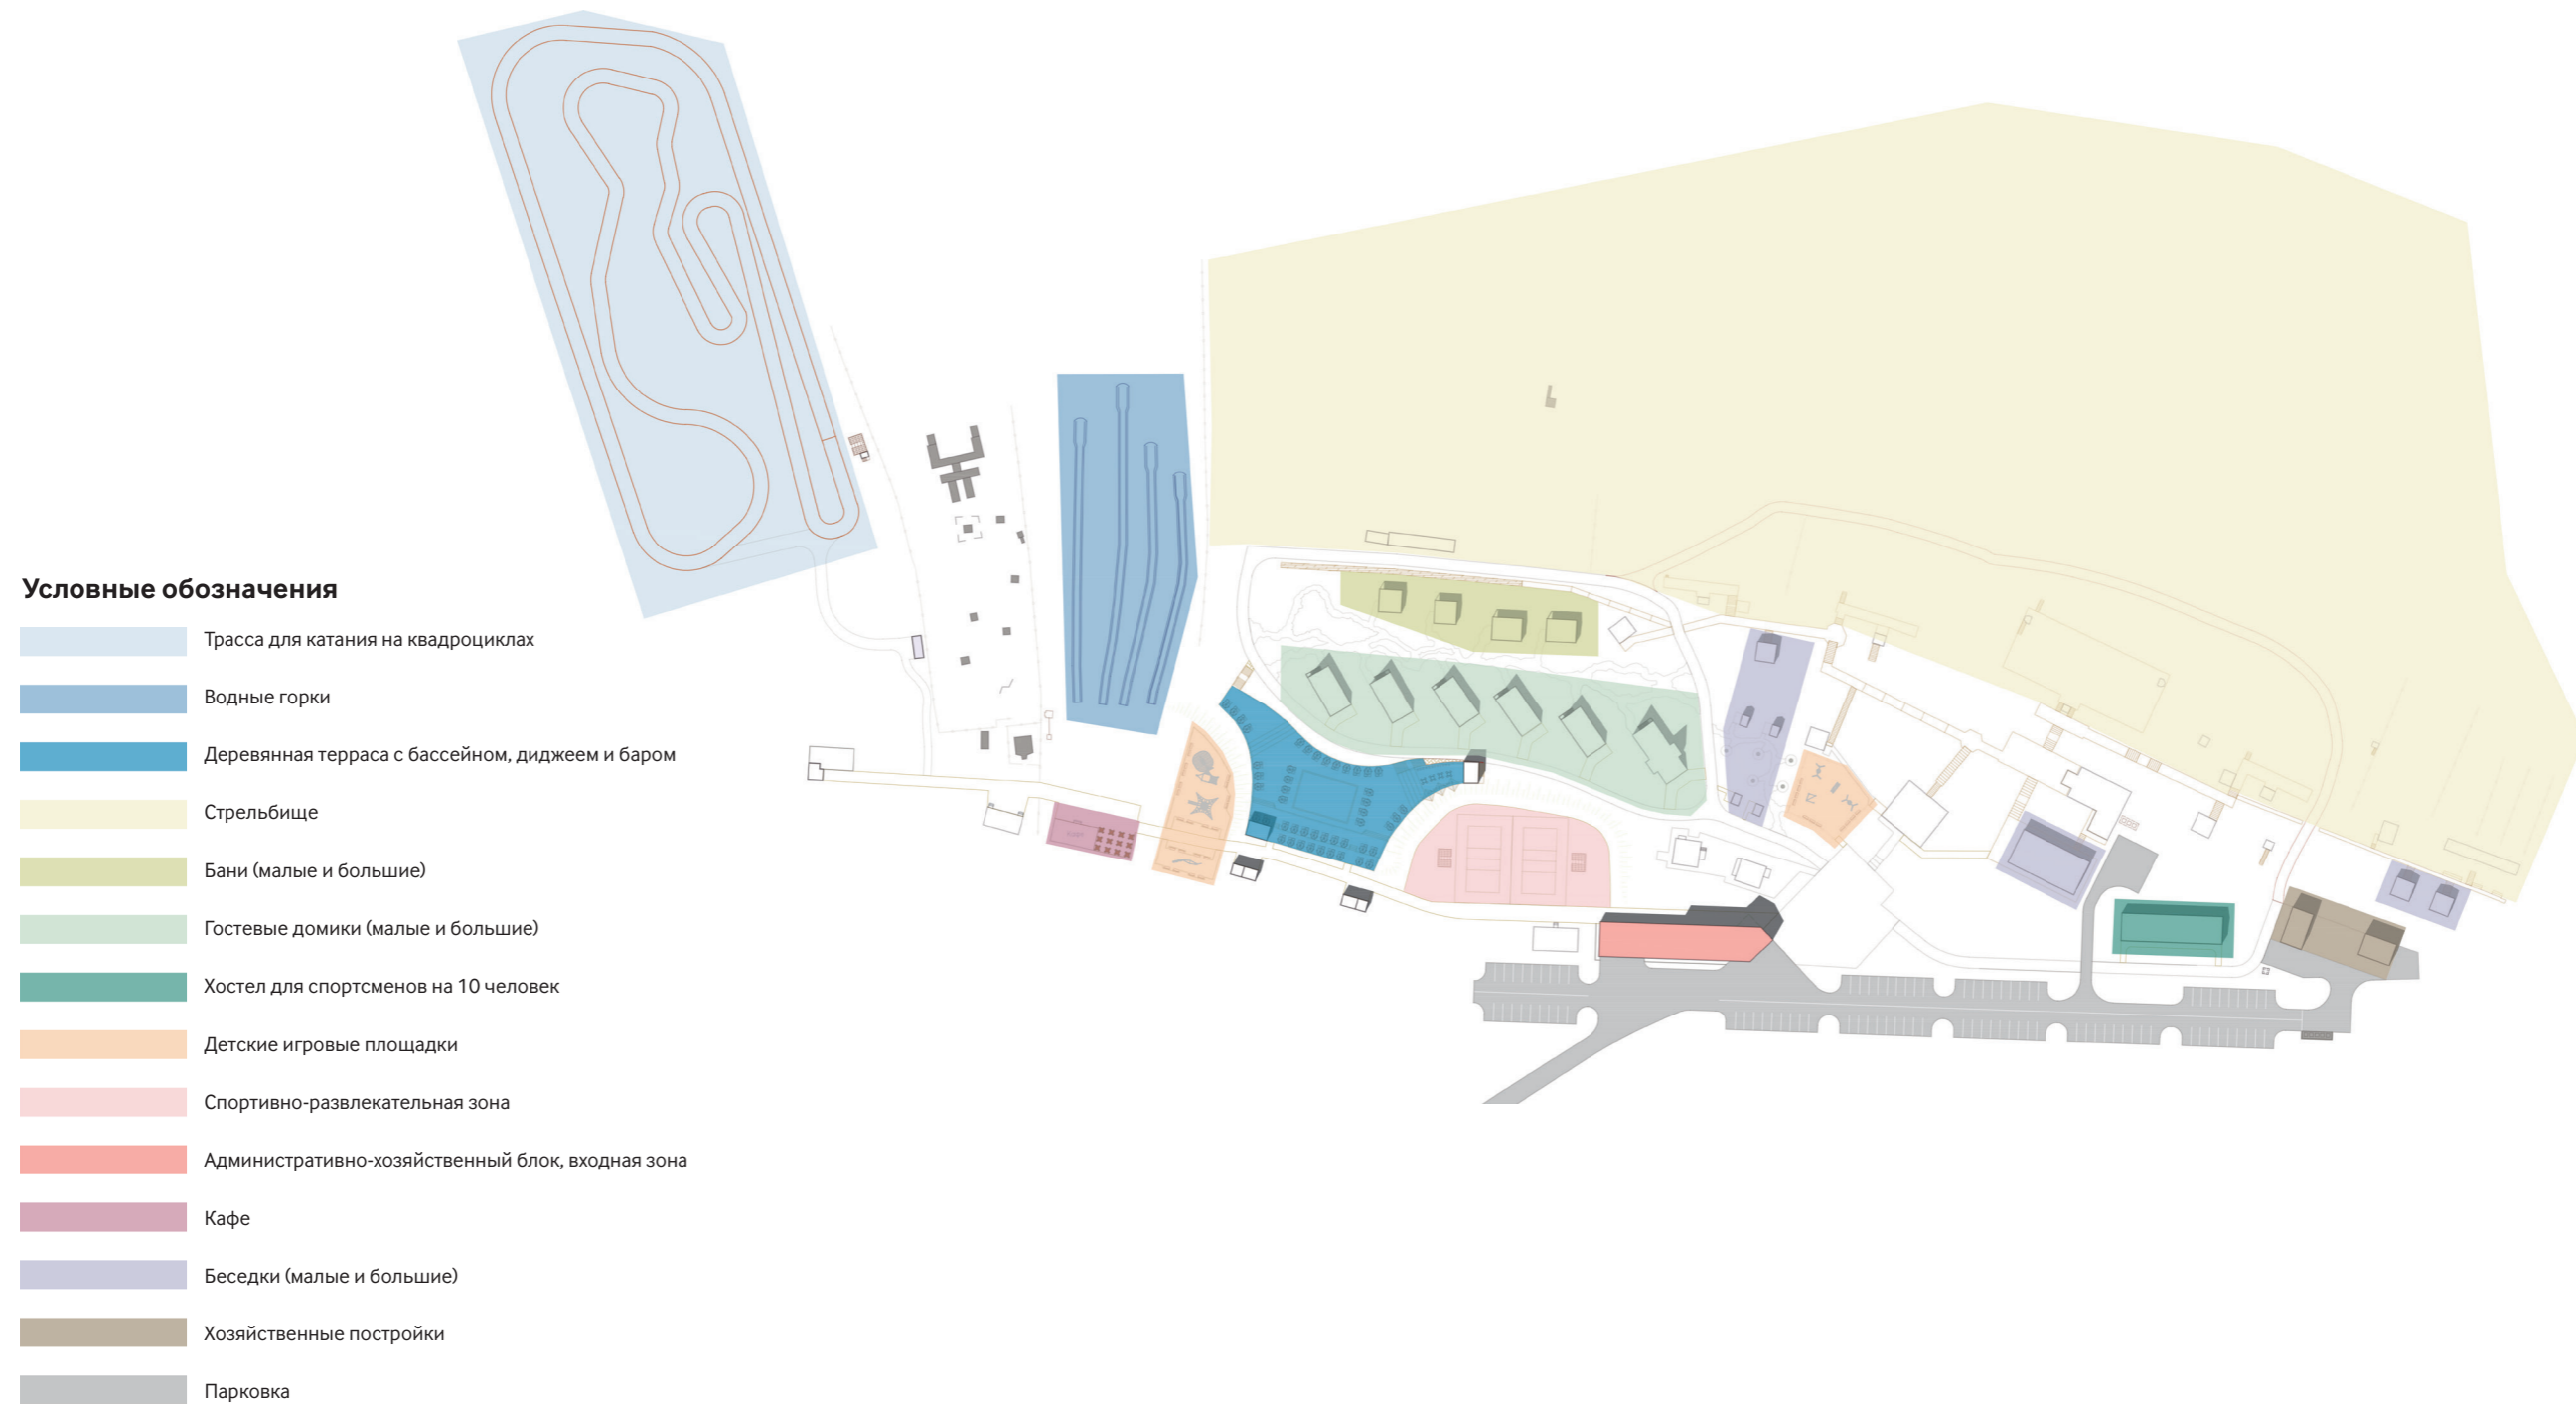 Условные обозначения
Трасса для катания на квадроциклах
Водные горки
Деревянная терраса с бассейном, диджеем и баром
Стрельбище
Бани (малые и большие)
Гостевые домики (малые и большие)
Хостел для спортсменов на 10 человек
Детские игровые площадки
Спортивно-развлекательная зона
Административно-хозяйственный блок, входная зона
Кафе
Беседки (малые и большие)
Хозяйственные постройки
Парковка